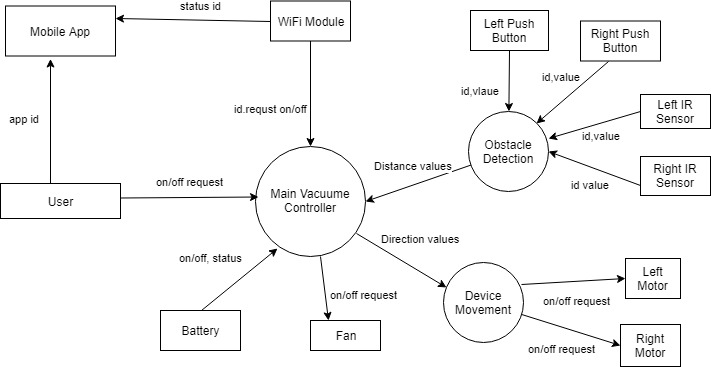 status id
Mobile App
WiFi Module
Left Push
Button
Right Push
Button
app id
id.requst on/off
id,vlaue
id,value
Left IR
Sensor
id,value
Obstacle
Detection
Right IR
Sensor
id value
Distance values
User
on/off request
Main Vacuume
Controller
Direction values
on/off, status
on/off request
Device
Movement
Left
Motor
on/off request
Battery
Fan
Right
Motor
on/off request